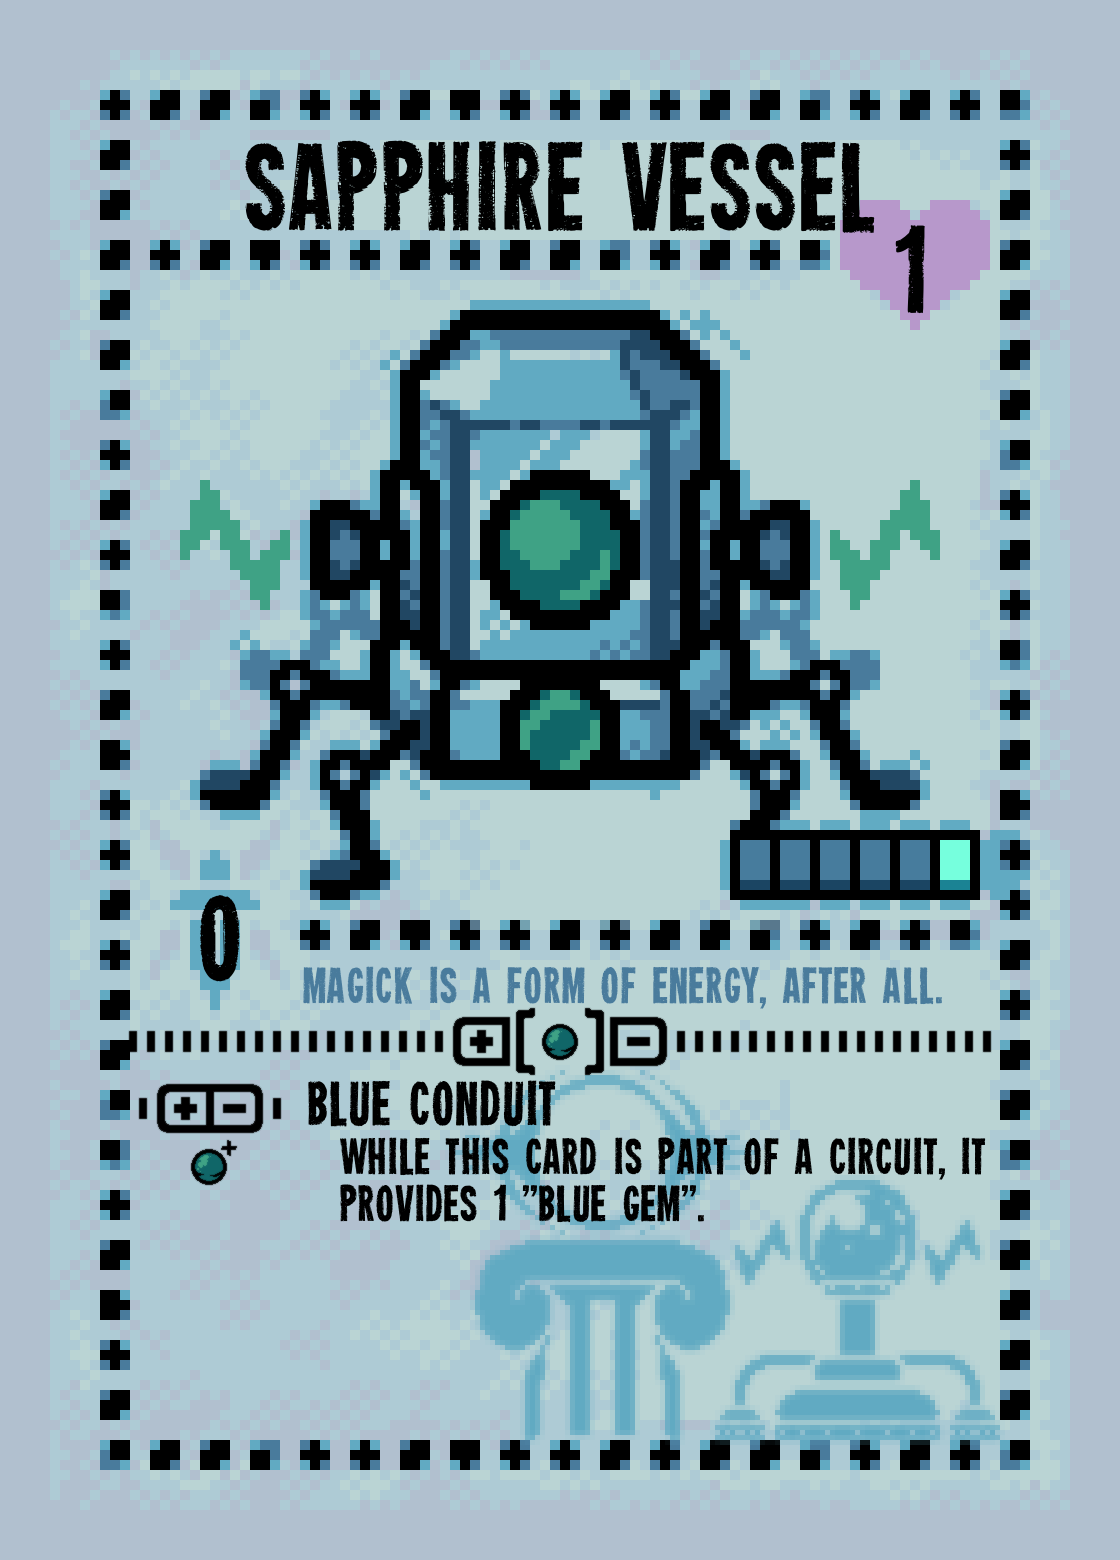 SAPPHIRE VESSEL
1
0
MAGICK IS A FORM OF ENERGY, AFTER ALL.
+ [ ] -
+ - BLUE CONDUIT
+
WHILE THIS CARD IS PART OF A CIRCUIT, IT
PROVIDES 1 "BLUE GEM".